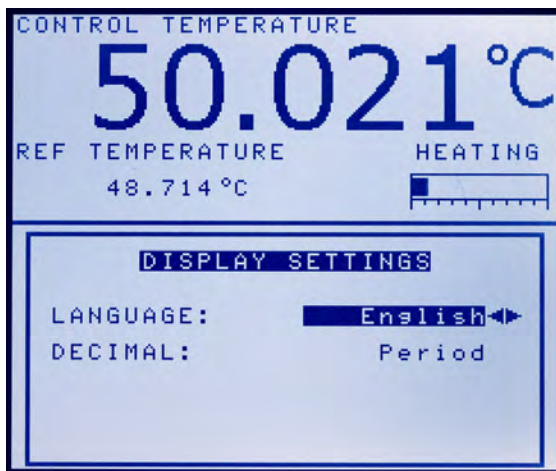 CONTROL TEMPERATURE
50.021°C
REF TEMPERATURE HEATING
48.714°C
DISPLAY SETTINGS
LANGUAGE: English
DECIMAL: Period